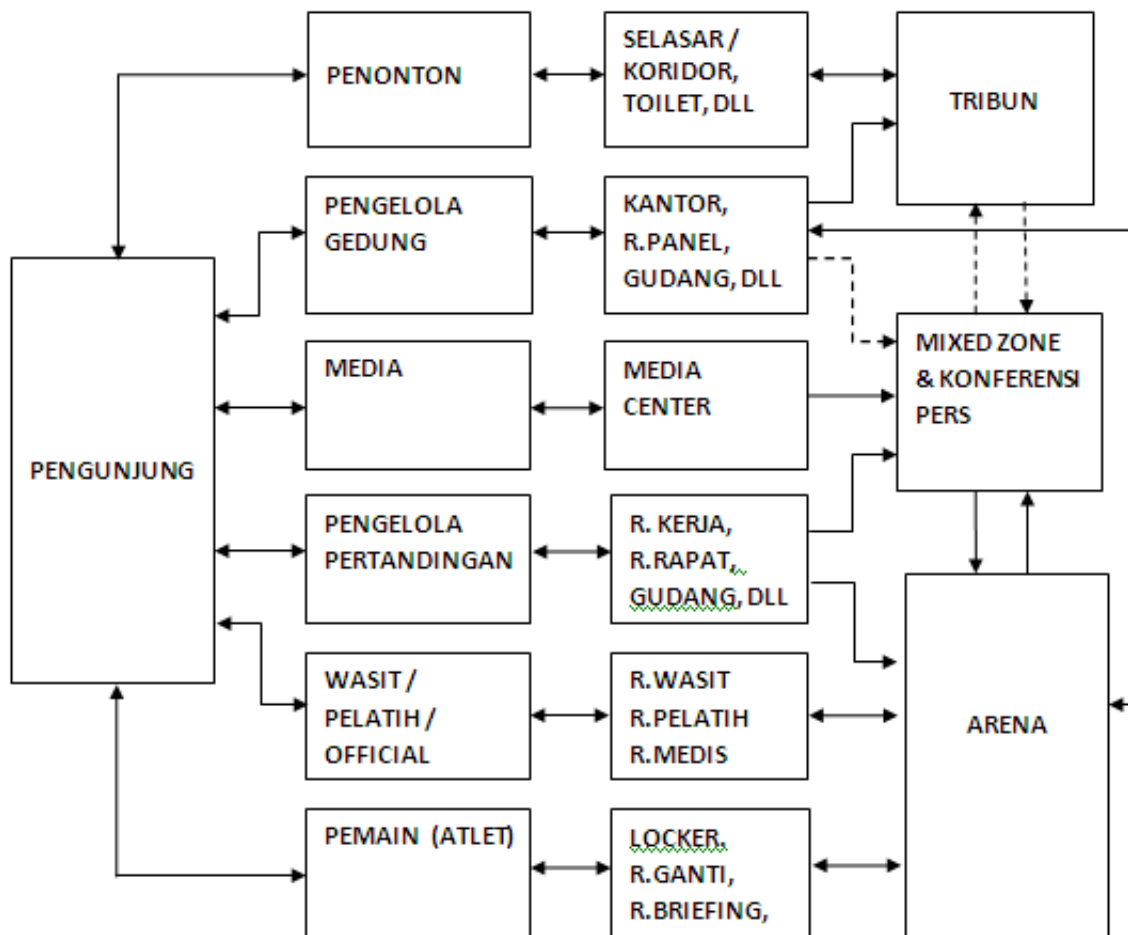 PENONTON
SELASAR /
KORIDOR,
TOILET, DLL
TRIBUN
PENGELOLA
GEDUNG
KANTOR,
R.PANEL,
GUDANG, DLL
PENGUNJUNG
MEDIA
MEDIA
CENTER
MIXED ZONE
& KONFERENSI
PERS
PENGELOLA
PERTANDINGAN
R. KERJA,
R.RAPAT,
GUDANG, DLL
WASIT /
PELATIH /
OFFICIAL
R.WASIT
R.PELATIH
R.MEDIS
ARENA
PEMAIN (ATLET)
LOCKER.
R.GANTI,
R.BRIEFING,